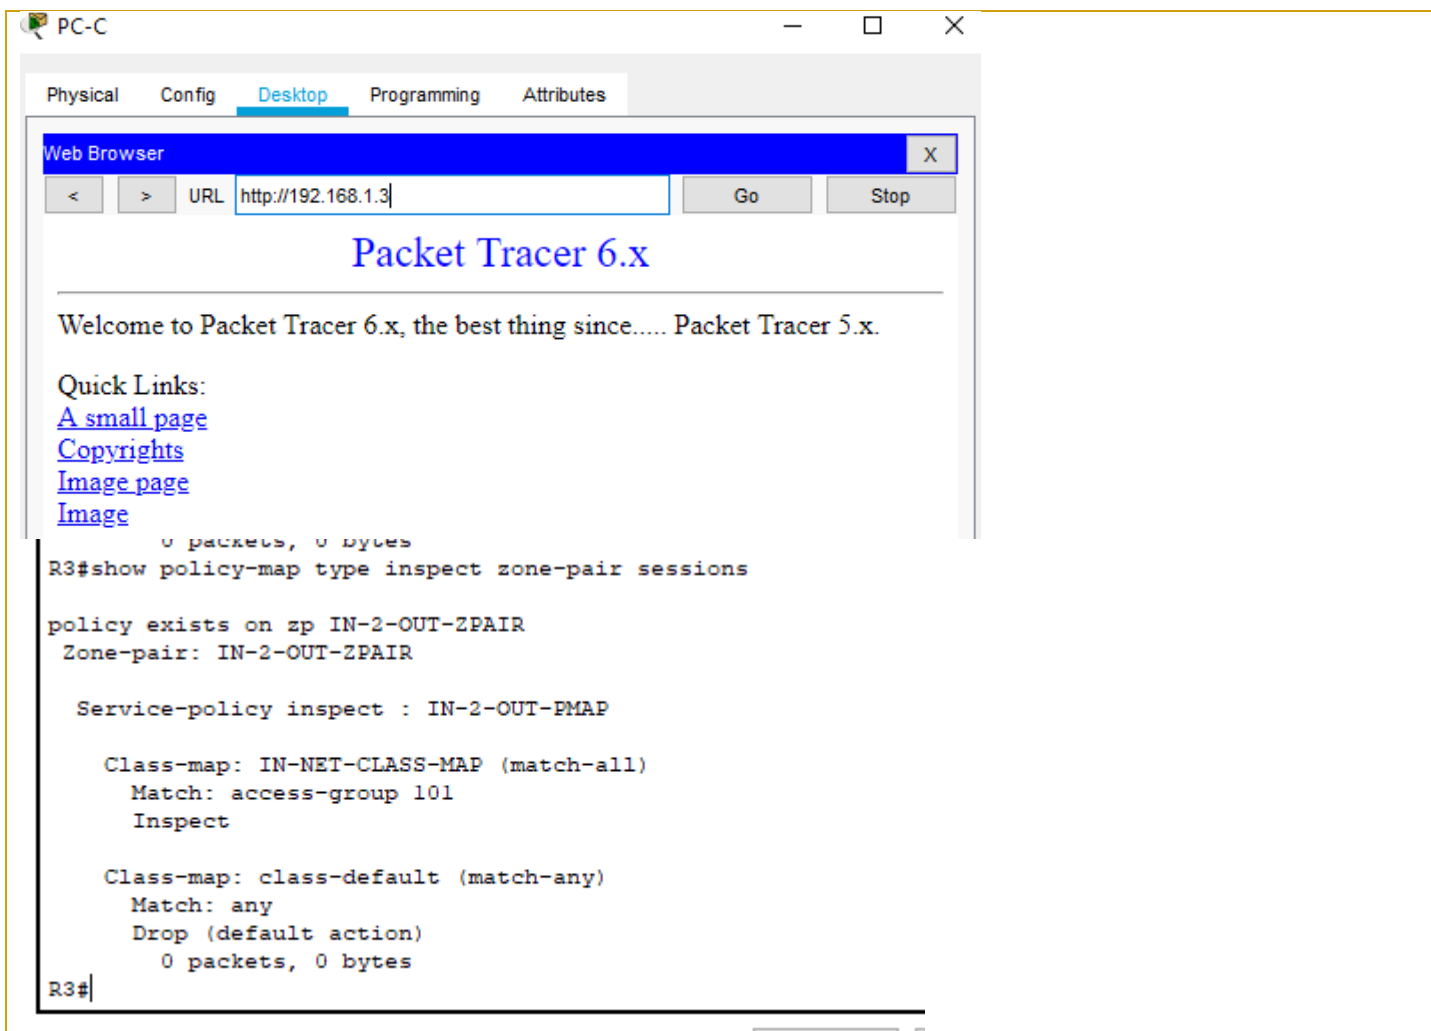 PC-C
Physical Config Desktop Programming Attributes
Web Browser X
< > URL http://192.168.1.3 Go Stop
Packet Tracer 6.x
Welcome to Packet Tracer 6.x, the best thing since..... Packet Tracer 5.x.
Quick Links:
A small page
Copyrights
Image page
Image
0 packets, 0 bytes
R3#show policy-map type inspect zone-pair sessions
policy exists on zp IN-2-OUT-ZPAIR
Zone-pair: IN-2-OUT-ZPAIR
Service-policy inspect : IN-2-OUT-PMAP
Class-map: IN-NET-CLASS-MAP (match-all)
Match: access-group 101
Inspect
Class-map: class-default (match-any)
Match: any
Drop (default action)
0 packets, 0 bytes
R3#